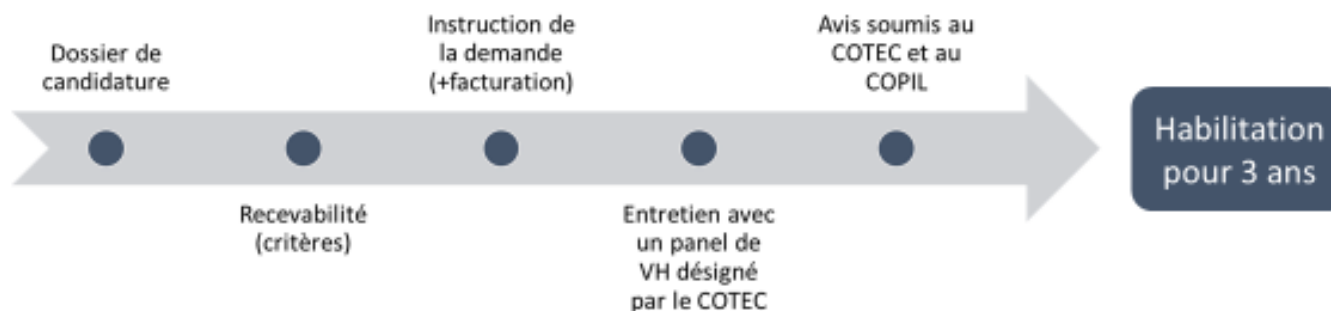 Dossier de
candidature
Recevabilité
(critères)
Instruction de
la demande
(+facturation)
Entretien avec
un panel de
VH désigné
par le COTEC
Avis soumis au
COTEC et au
COPIL
Habilitation
pour 3 ans